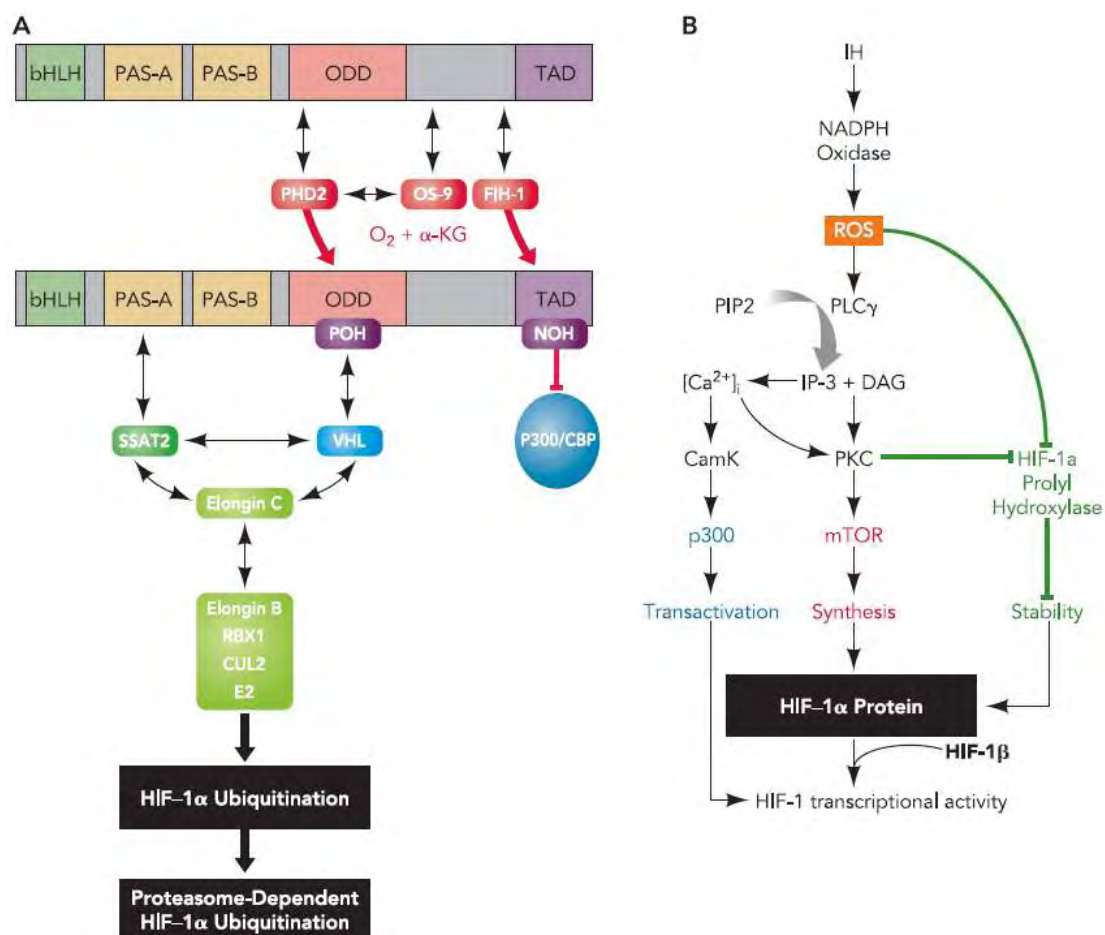 A
bHLH PAS-A PAS-B ODD TAD
PHD2 OS-9 FIH-1
O₂ + α-KG
bHLH PAS-A PAS-B ODD TAD
POH NOH
SSAT2 VHL P300/CBP
Elongin C
Elongin B
RBX1
CUL2
E2
HIF–1α Ubiquitination
Proteasome-Dependent
HIF–1α Ubiquitination
B
IH
NADPH
Oxidase
ROS
PIP2 PLCγ
[Ca²⁺]ᵢ IP-3 + DAG
CamK PKC HIF-1a
Prolyl
Hydroxylase
p300 mTOR
Transactivation Synthesis Stability
HIF–1α Protein
HIF-1β
HIF-1 transcriptional activity